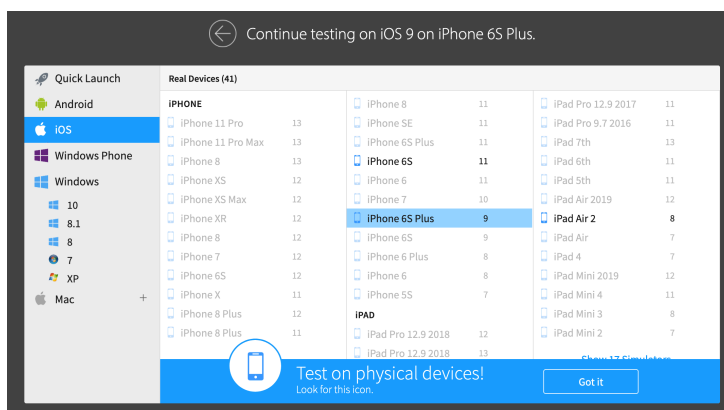 Continue testing on iOS 9 on iPhone 6S Plus.
Quick Launch
Android
iOS
Windows Phone
Windows
10
8.1
8
7
XP
Mac +
Real Devices (41)
iPHONE
iPhone 11 Pro 13
iPhone 11 Pro Max 13
iPhone 8 13
iPhone XS 12
iPhone XS Max 12
iPhone XR 12
iPhone 8 12
iPhone 7 12
iPhone 6S 12
iPhone X 11
iPhone 8 Plus 12
iPhone 8 Plus 11
iPhone 8 11
iPhone SE 11
iPhone 6S Plus 11
iPhone 6S 11
iPhone 6 11
iPhone 7 10
iPhone 6S Plus 9
iPhone 6S 9
iPhone 6 Plus 8
iPhone 6 8
iPhone 5S 7
iPAD
iPad Pro 12.9 2018 12
iPad Pro 12.9 2018 13
iPad Pro 12.9 2017 11
iPad Pro 9.7 2016 11
iPad 7th 13
iPad 6th 11
iPad 5th 11
iPad Air 2019 12
iPad Air 2 8
iPad Air 7
iPad 4 7
iPad Mini 2019 12
iPad Mini 4 11
iPad Mini 3 8
iPad Mini 2 7
Show 17 Simulators
Test on physical devices!
Look for this icon.
Got it